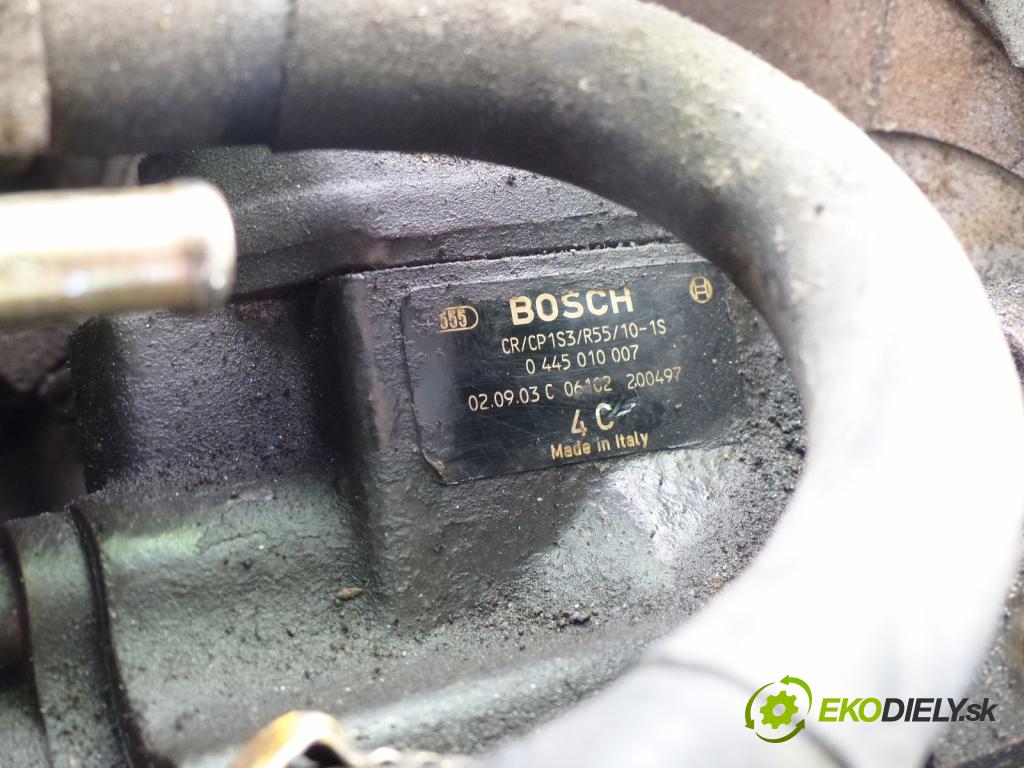 555 BOSCH
CR/CP1S3/R55/10-1S
0 445 010 007
02.09.03 C 06102 200497
4 C
Made in Italy
EKODIELY.sk